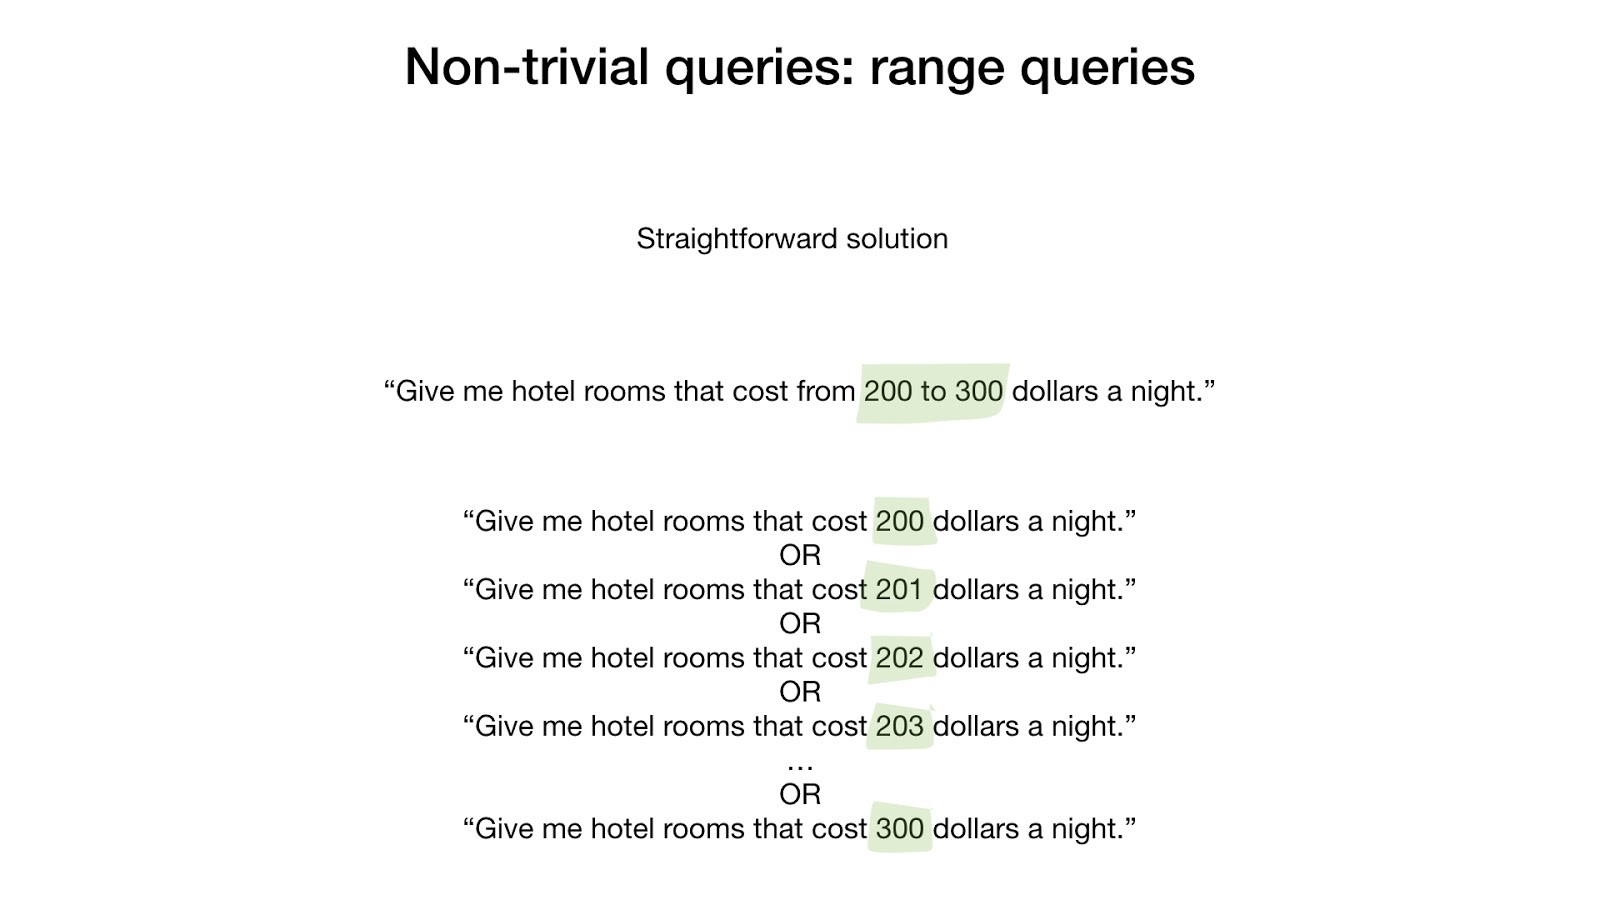 Non-trivial queries: range queries
Straightforward solution
“Give me hotel rooms that cost from 200 to 300 dollars a night.”
“Give me hotel rooms that cost 200 dollars a night.”
OR
“Give me hotel rooms that cost 201 dollars a night.”
OR
“Give me hotel rooms that cost 202 dollars a night.”
OR
“Give me hotel rooms that cost 203 dollars a night.”
…
OR
“Give me hotel rooms that cost 300 dollars a night.”